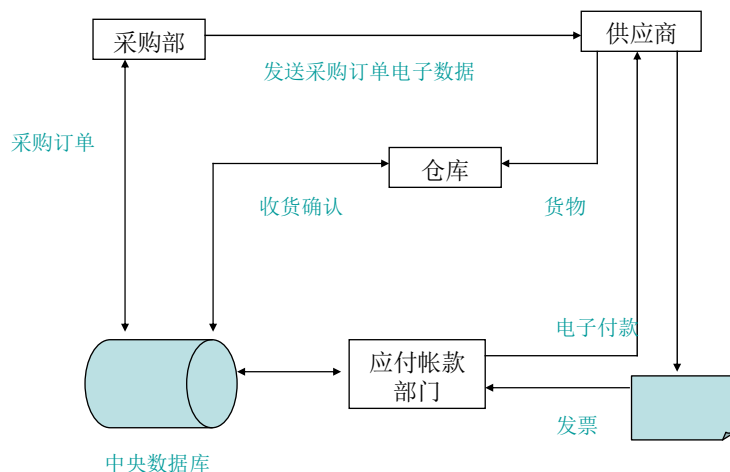 采购部
供应商
发送采购订单电子数据
采购订单
仓库
收货确认
货物
电子付款
应付帐款
部门
发票
中央数据库